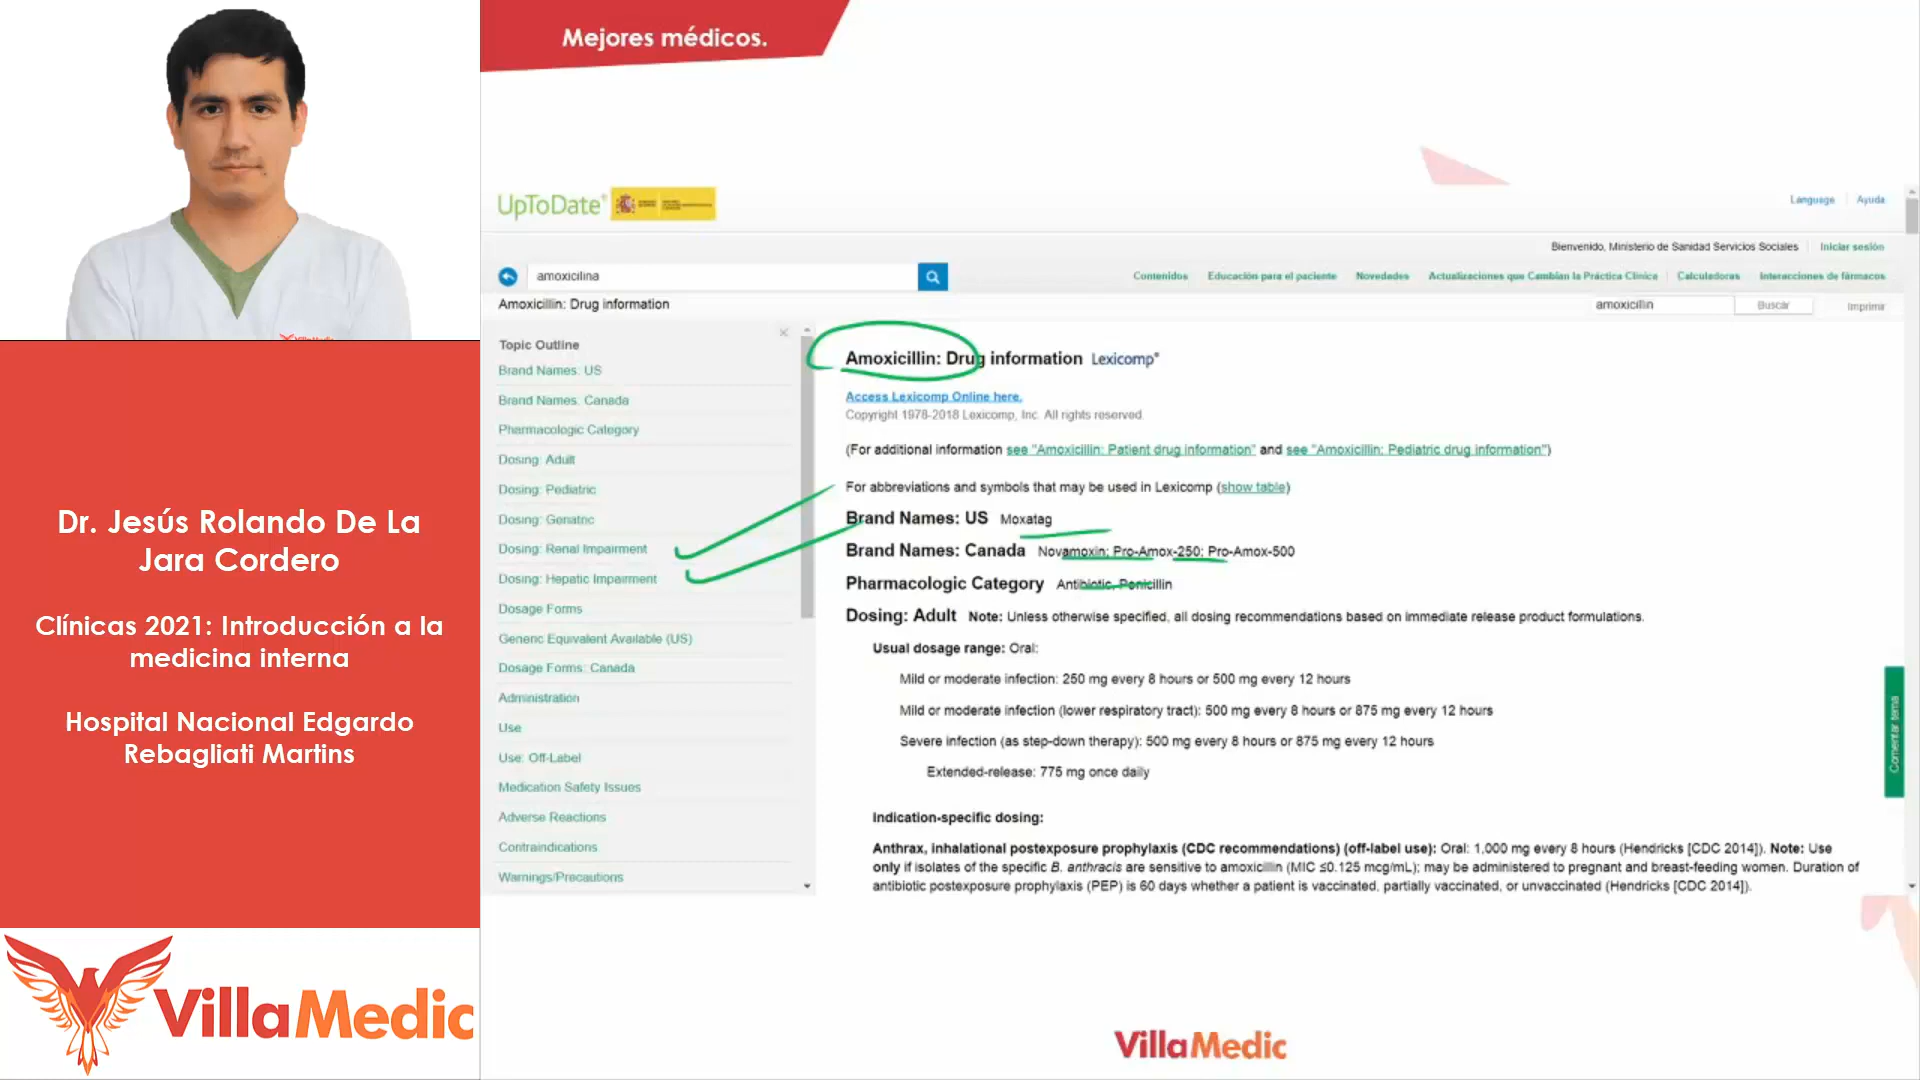 Mejores médicos.
Dr. Jesús Rolando De La
Jara Cordero
Clínicas 2021: Introducción a la
medicina interna
Hospital Nacional Edgardo
Rebagliati Martins
VillaMedic
UpToDate®
Language
Ayuda
Bienvenido, Ministerio de Sanidad Servicios Sociales
Iniciar sesión
amoxicilina
Contenidos
Educación para el paciente
Novedades
Actualizaciones que Cambian la Práctica Clínica
Calculadoras
Interacciones de fármacos
Amoxicillin: Drug information
amoxicillin
Buscar
Imprimir
Topic Outline
Brand Names: US
Brand Names: Canada
Pharmacologic Category
Dosing: Adult
Dosing: Pediatric
Dosing: Geriatric
Dosing: Renal Impairment
Dosing: Hepatic Impairment
Dosage Forms
Generic Equivalent Available (US)
Dosage Forms: Canada
Administration
Use
Use: Off-Label
Medication Safety Issues
Adverse Reactions
Contraindications
Warnings/Precautions
Amoxicillin: Drug information Lexicomp®
Access Lexicomp Online here.
Copyright 1978-2018 Lexicomp, Inc. All rights reserved.
(For additional information see "Amoxicillin: Patient drug information" and see "Amoxicillin: Pediatric drug information")
For abbreviations and symbols that may be used in Lexicomp (show table)
Brand Names: US Moxatag
Brand Names: Canada Novamoxin; Pro-Amox-250; Pro-Amox-500
Pharmacologic Category Antibiotic, Penicillin
Dosing: Adult Note: Unless otherwise specified, all dosing recommendations based on immediate release product formulations.
Usual dosage range: Oral:
Mild or moderate infection: 250 mg every 8 hours or 500 mg every 12 hours
Mild or moderate infection (lower respiratory tract): 500 mg every 8 hours or 875 mg every 12 hours
Severe infection (as step-down therapy): 500 mg every 8 hours or 875 mg every 12 hours
Extended-release: 775 mg once daily
Indication-specific dosing:
Anthrax, inhalational postexposure prophylaxis (CDC recommendations) (off-label use): Oral: 1,000 mg every 8 hours (Hendricks [CDC 2014]). Note: Use
only if isolates of the specific B. anthracis are sensitive to amoxicillin (MIC ≤0.125 mcg/mL); may be administered to pregnant and breast-feeding women. Duration of
antibiotic postexposure prophylaxis (PEP) is 60 days whether a patient is vaccinated, partially vaccinated, or unvaccinated (Hendricks [CDC 2014]).
Comentar tema
VillaMedic